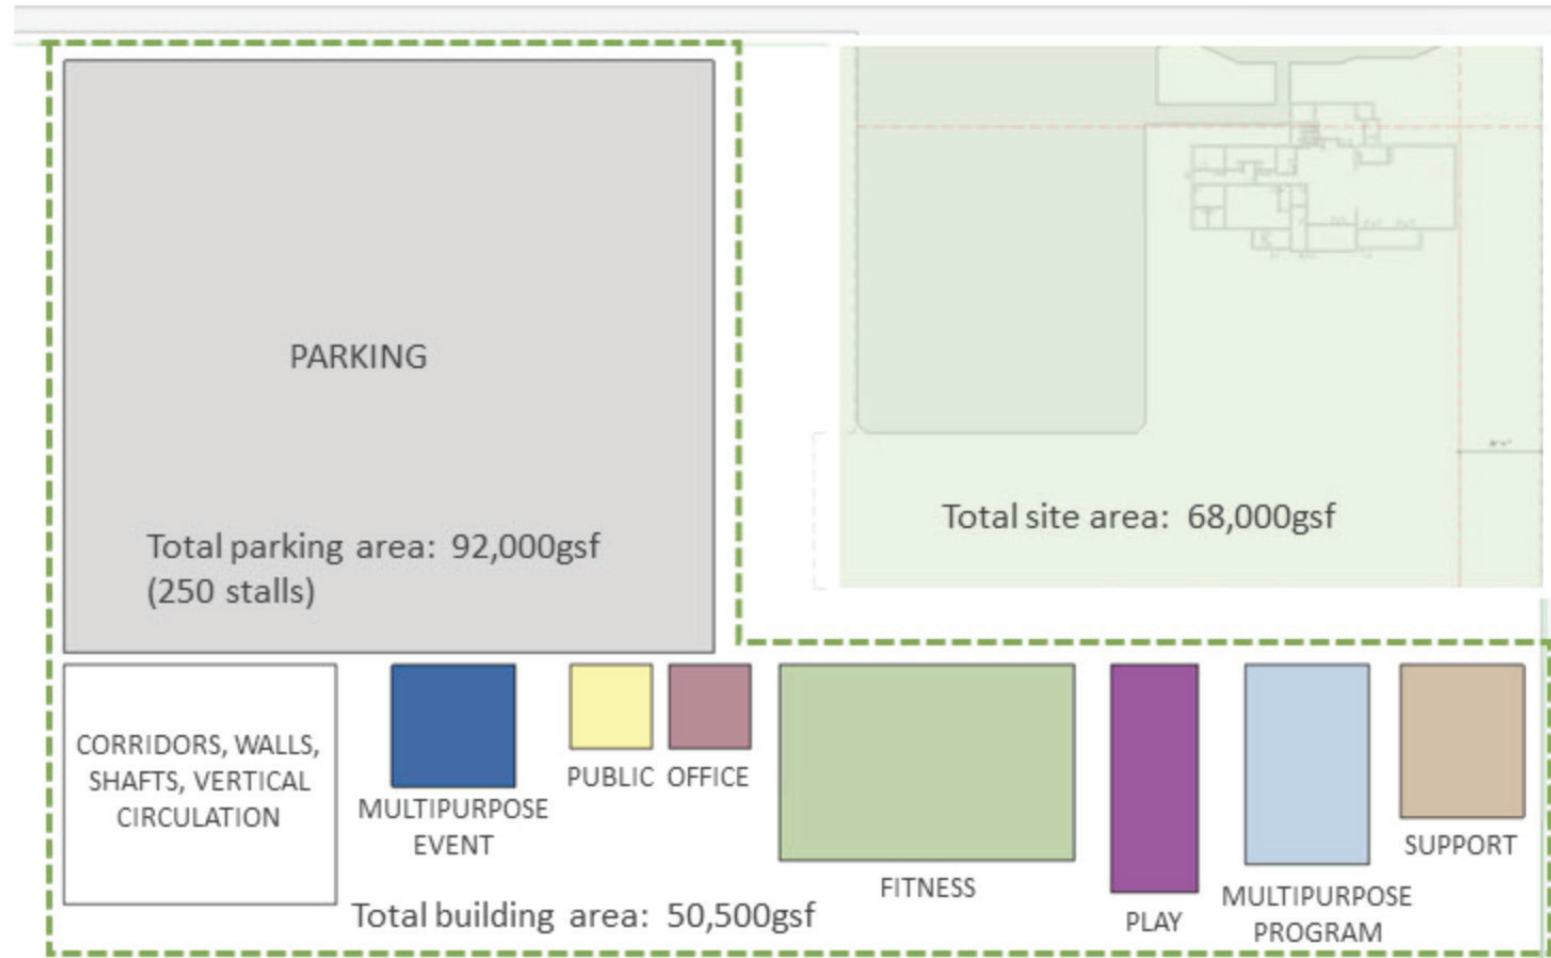 PARKING
Total parking area: 92,000gsf
(250 stalls)
Total site area: 68,000gsf
CORRIDORS, WALLS,
SHAFTS, VERTICAL
CIRCULATION
MULTIPURPOSE
EVENT
PUBLIC
OFFICE
FITNESS
PLAY
MULTIPURPOSE
PROGRAM
SUPPORT
Total building area: 50,500gsf